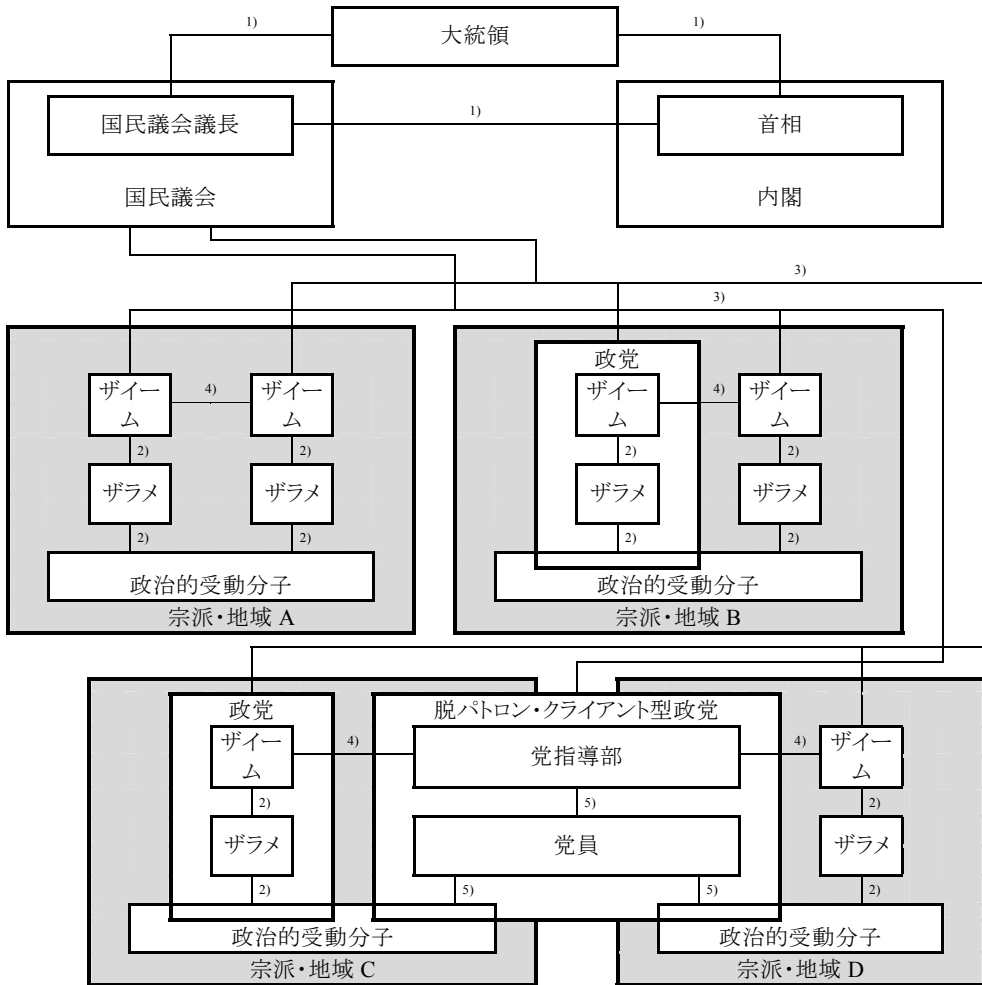 1)
大統領
1)
国民議会議長
1)
首相
国民議会
内閣
3)
3)
政党
ザイー
ム
4)
ザイー
ム
ザイー
ム
4)
ザイー
ム
2)
2)
2)
2)
ザラメ
ザラメ
ザラメ
ザラメ
2)
2)
2)
2)
政治的受動分子
政治的受動分子
宗派・地域 A
宗派・地域 B
政党
脱パトロン・クライアント型政党
ザイー
ム
4)
党指導部
4)
ザイー
ム
2)
5)
2)
ザラメ
党員
ザラメ
2)
5)
5)
2)
政治的受動分子
政治的受動分子
宗派・地域 C
宗派・地域 D